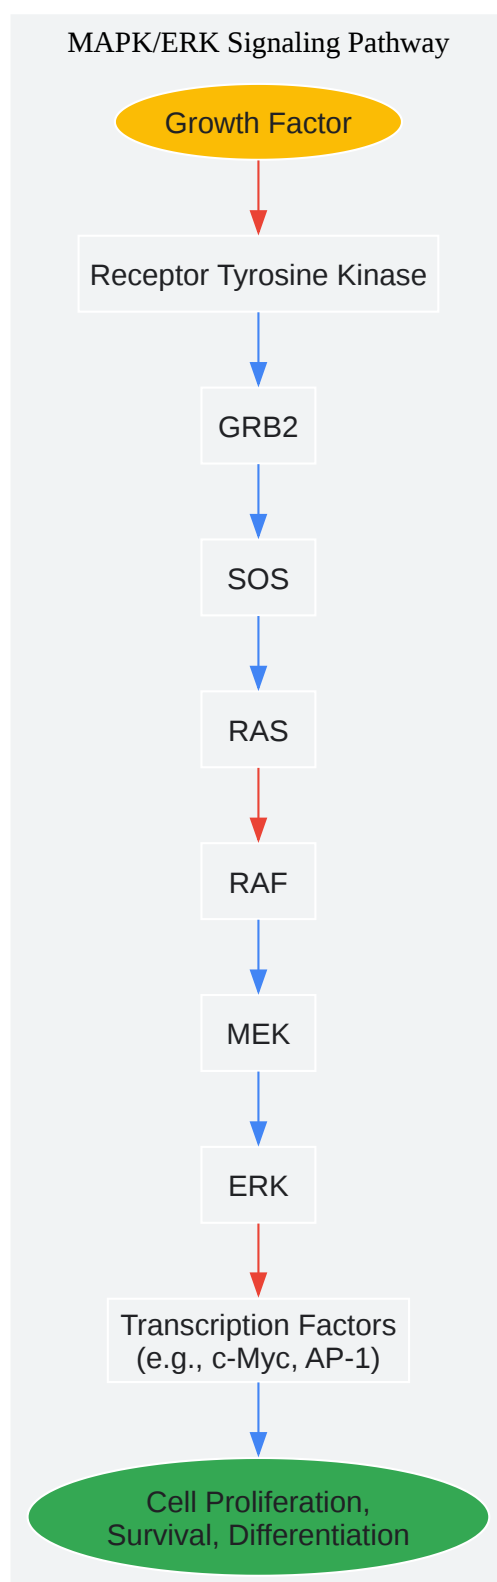 MAPK/ERK Signaling Pathway
Growth Factor
Receptor Tyrosine Kinase
GRB2
SOS
RAS
RAF
MEK
ERK
Transcription Factors
(e.g., c-Myc, AP-1)
Cell Proliferation,
Survival, Differentiation